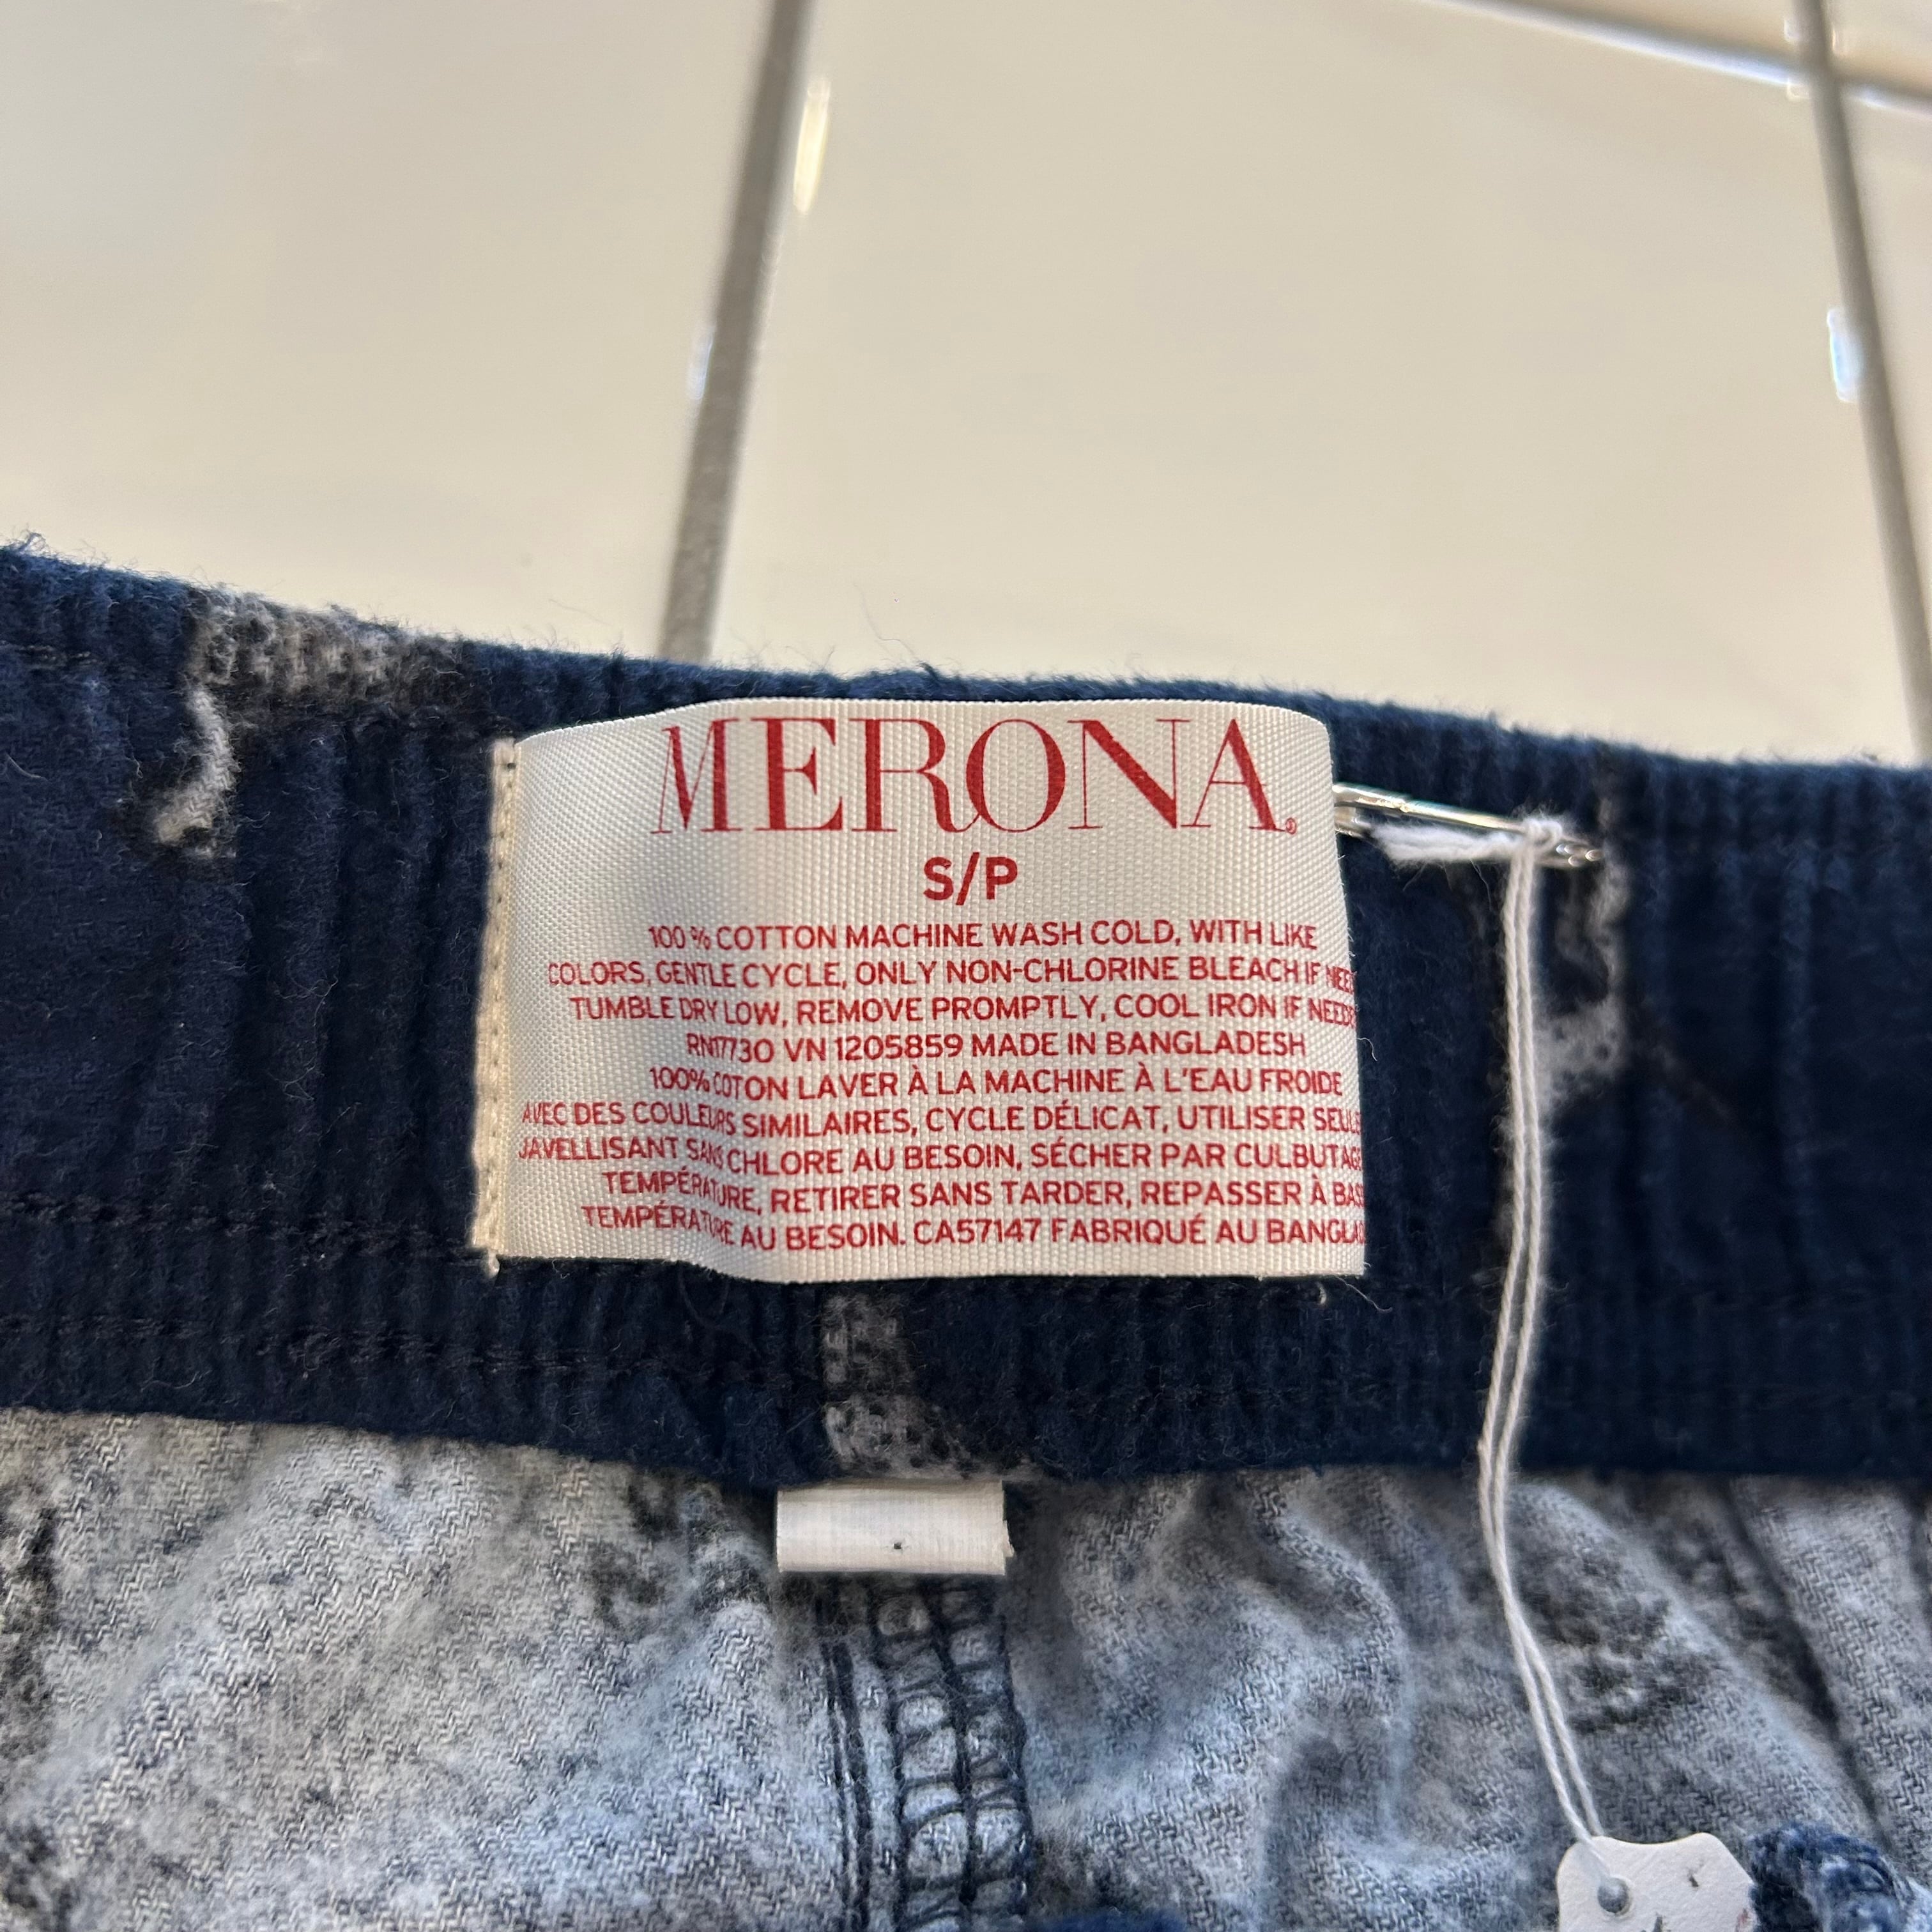 MERONA®
S/P
100 % COTTON MACHINE WASH COLD, WITH LIKE
COLORS, GENTLE CYCLE, ONLY NON-CHLORINE BLEACH IF
TUMBLE DRY LOW, REMOVE PROMPTLY, COOL IRON IF
RN17730 VN 1205859 MADE IN BANGLADESH
100% COTON LAVER À LA MACHINE À L'EAU FROIDE
AVEC DES COULEURS SIMILAIRES, CYCLE DÉLICAT, UTILISER
JAVELLISANT SANS CHLORE AU BESOIN, SÉCHER PAR
TEMPÉRATURE, RETIRER SANS TARDER, REPASSER À
TEMPÉRATURE AU BESOIN. CA57147 FABRIQUÉ AU